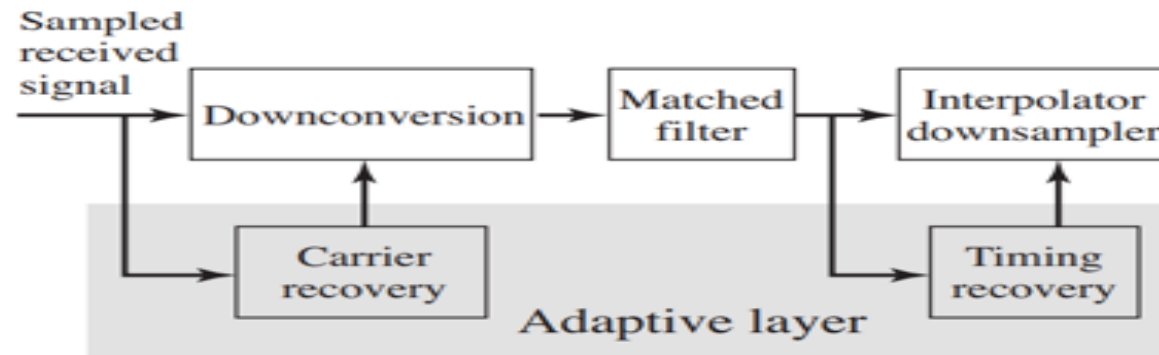 Sampled
received
signal
Downconversion
Matched
filter
Interpolator
downsampler
Carrier
recovery
Timing
recovery
Adaptive layer